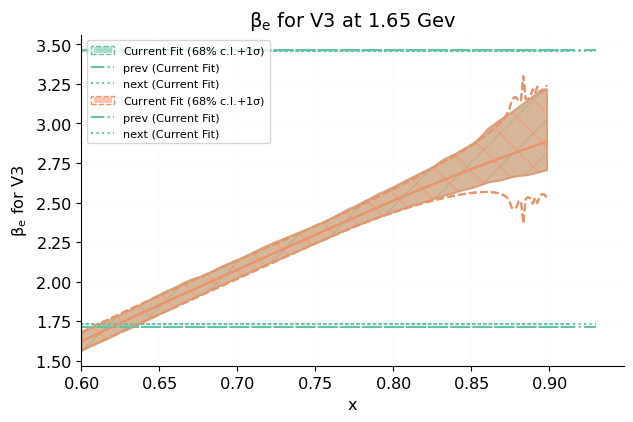 βe for V3 at 1.65 Gev
Current Fit (68% c.l.+1σ)
prev (Current Fit)
next (Current Fit)
Current Fit (68% c.l.+1σ)
prev (Current Fit)
next (Current Fit)
βe for V3
3.50
3.25
3.00
2.75
2.50
2.25
2.00
1.75
1.50
0.60 0.65 0.70 0.75 0.80 0.85 0.90
x